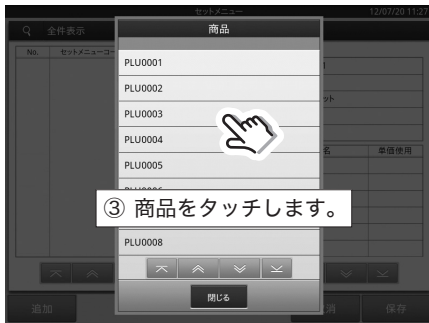 セットメニュー 12/07/20 11:27
全件表示
商品
No. セットメニューコー
PLU0001
PLU0002
PLU0003
PLU0004
PLU0005
③ 商品をタッチします。
PLU0008
名 単価使用
閉じる
追加
保存